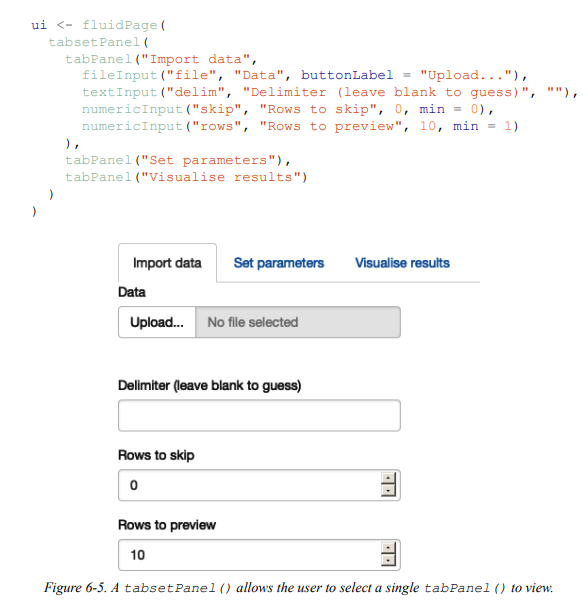 ui <- fluidPage(
  tabsetPanel(
    tabPanel("Import data",
      fileInput("file", "Data", buttonLabel = "Upload..."),
      textInput("delim", "Delimiter (leave blank to guess)", ""),
      numericInput("skip", "Rows to skip", 0, min = 0),
      numericInput("rows", "Rows to preview", 10, min = 1)
    ),
    tabPanel("Set parameters"),
    tabPanel("Visualise results")
  )
)
Import data Set parameters Visualise results
Data
Upload... No file selected
Delimiter (leave blank to guess)
Rows to skip
0
Rows to preview
10
Figure 6-5. A tabsetPanel() allows the user to select a single tabPanel() to view.